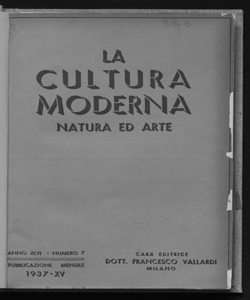 LA
CULTURA
MODERNA
NATURA ED ARTE
ANNO XLVI - NUMERO 7
PUBBLICAZIONE MENSILE
1937-XV
CASA EDITRICE
DOTT. FRANCESCO VALLARDI
MILANO